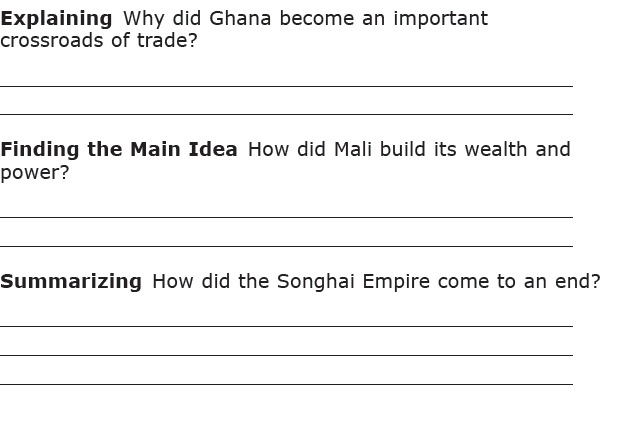 Explaining Why did Ghana become an important
crossroads of trade?
Finding the Main Idea How did Mali build its wealth and
power?
Summarizing How did the Songhai Empire come to an end?